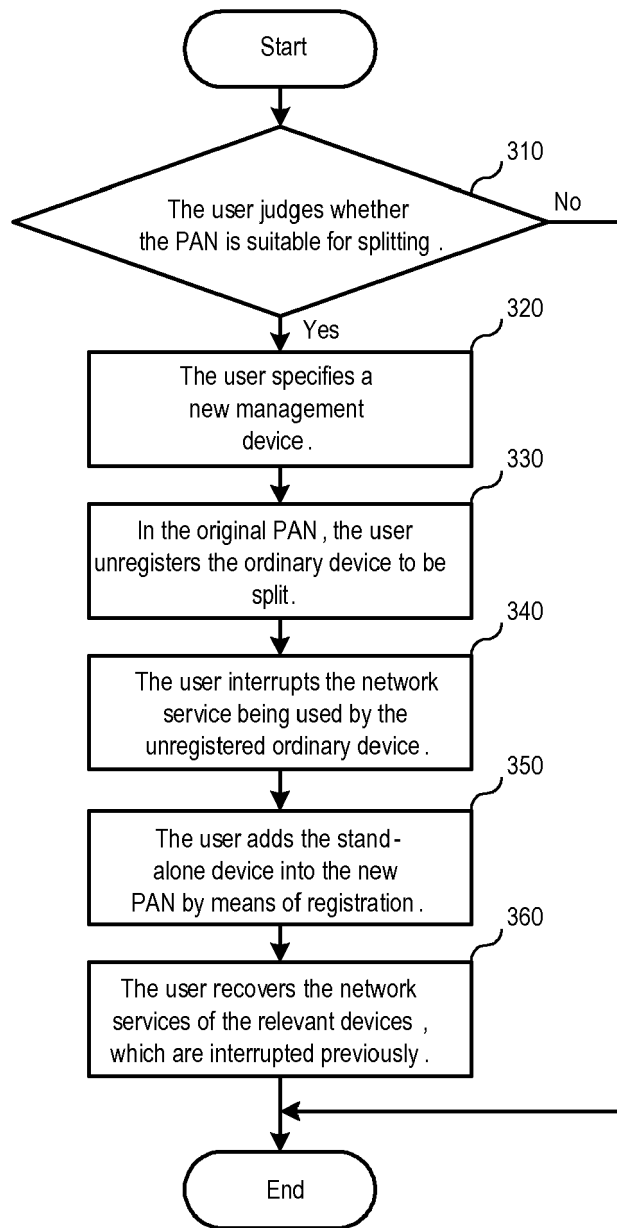 Start
310
The user judges whether
the PAN is suitable for splitting .
No
Yes
320
The user specifies a
new management
device .
330
In the original PAN , the user
unregisters the ordinary device to be
split.
340
The user interrupts the network
service being used by the
unregistered ordinary device .
350
The user adds the stand-
alone device into the new
PAN by means of registration .
360
The user recovers the network
services of the relevant devices ,
which are interrupted previously .
End